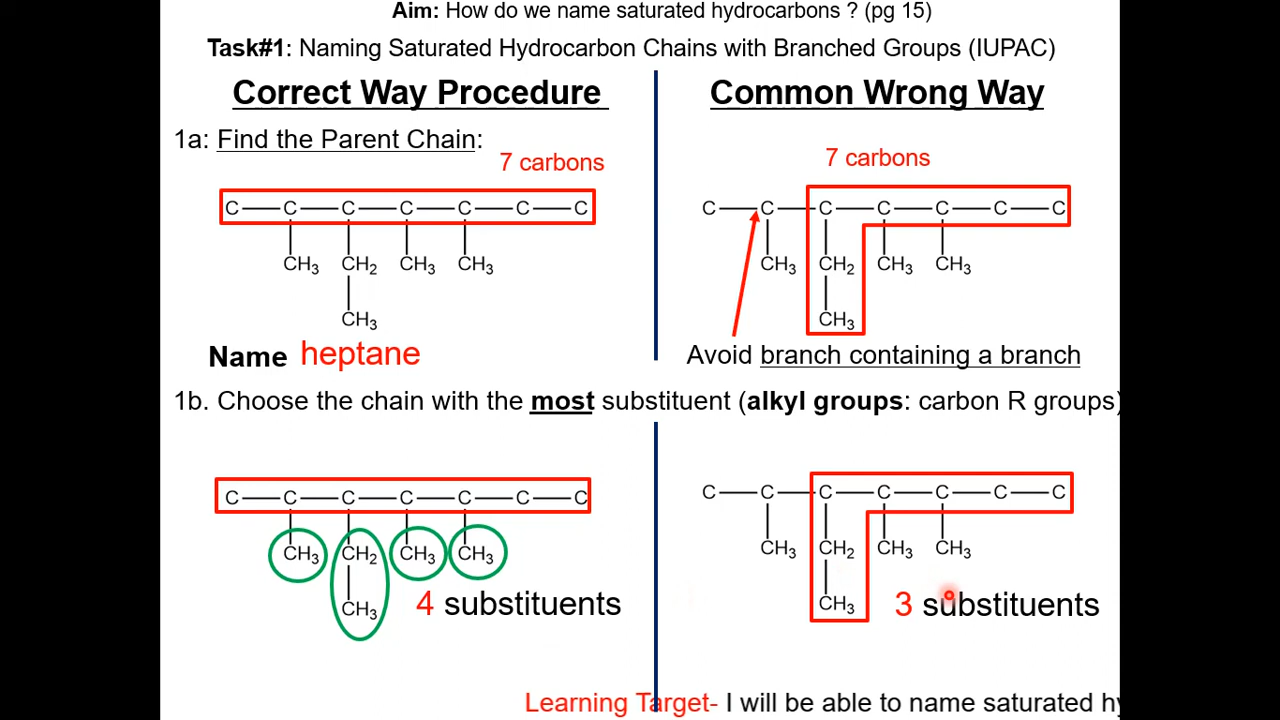 Aim: How do we name saturated hydrocarbons ? (pg 15)
Task#1: Naming Saturated Hydrocarbon Chains with Branched Groups (IUPAC)
Correct Way Procedure
1a: Find the Parent Chain:
7 carbons
C C C C C C C
CH₃ CH₂ CH₃ CH₃
CH₃
Name heptane
Common Wrong Way
7 carbons
C C C C C C C
CH₃ CH₂ CH₃ CH₃
CH₃
Avoid branch containing a branch
1b. Choose the chain with the most substituent (alkyl groups: carbon R groups)
C C C C C C C
CH₃ CH₂ CH₃ CH₃
CH₃
4 substituents
C C C C C C C
CH₃ CH₂ CH₃ CH₃
CH₃
3 substituents
Learning Target- I will be able to name saturated